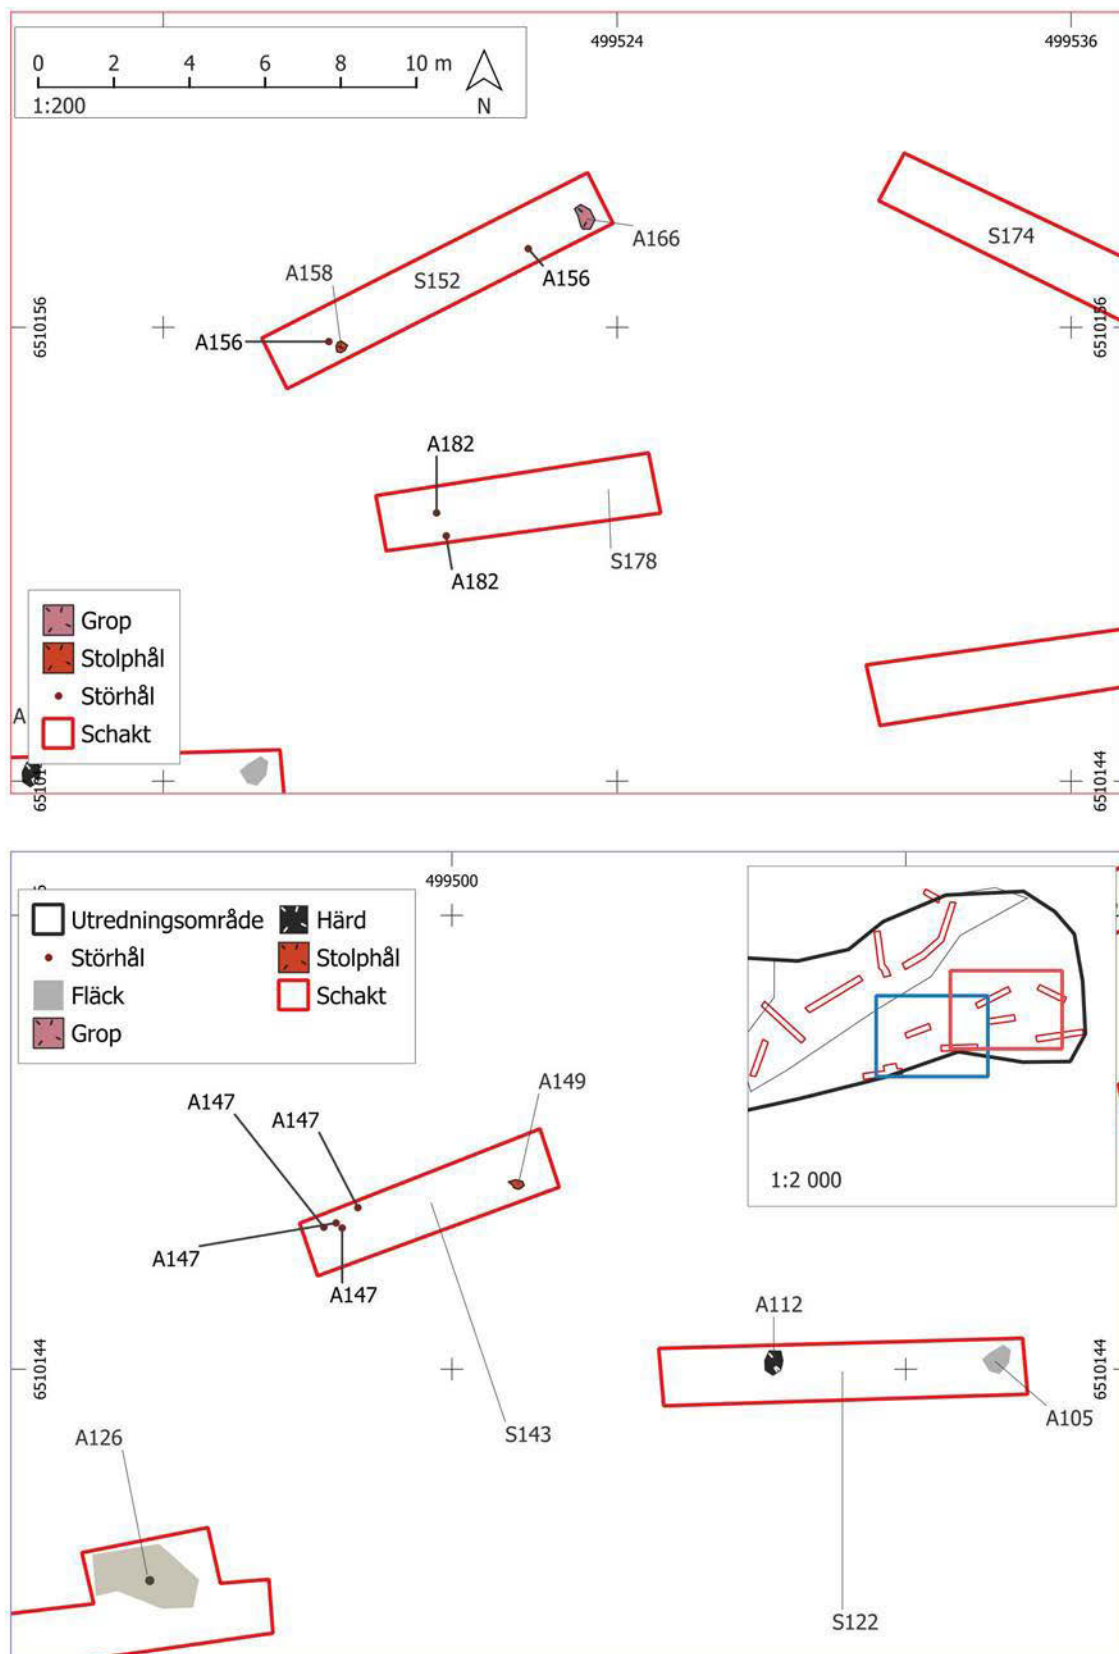 499524
499536
0 2 4 6 8 10 m
1:200
N
S174
A166
A158
S152
A156
6510156
6510156
A156
A182
A182
S178
Grop
Stolphål
Störhål
Schakt
A
6510144
499500
Utredningsområde
Härd
Störhål
Stolphål
Fläck
Schakt
Grop
A149
A147
A147
1:2 000
A147
A147
A112
6510144
6510144
A105
S143
A126
S122